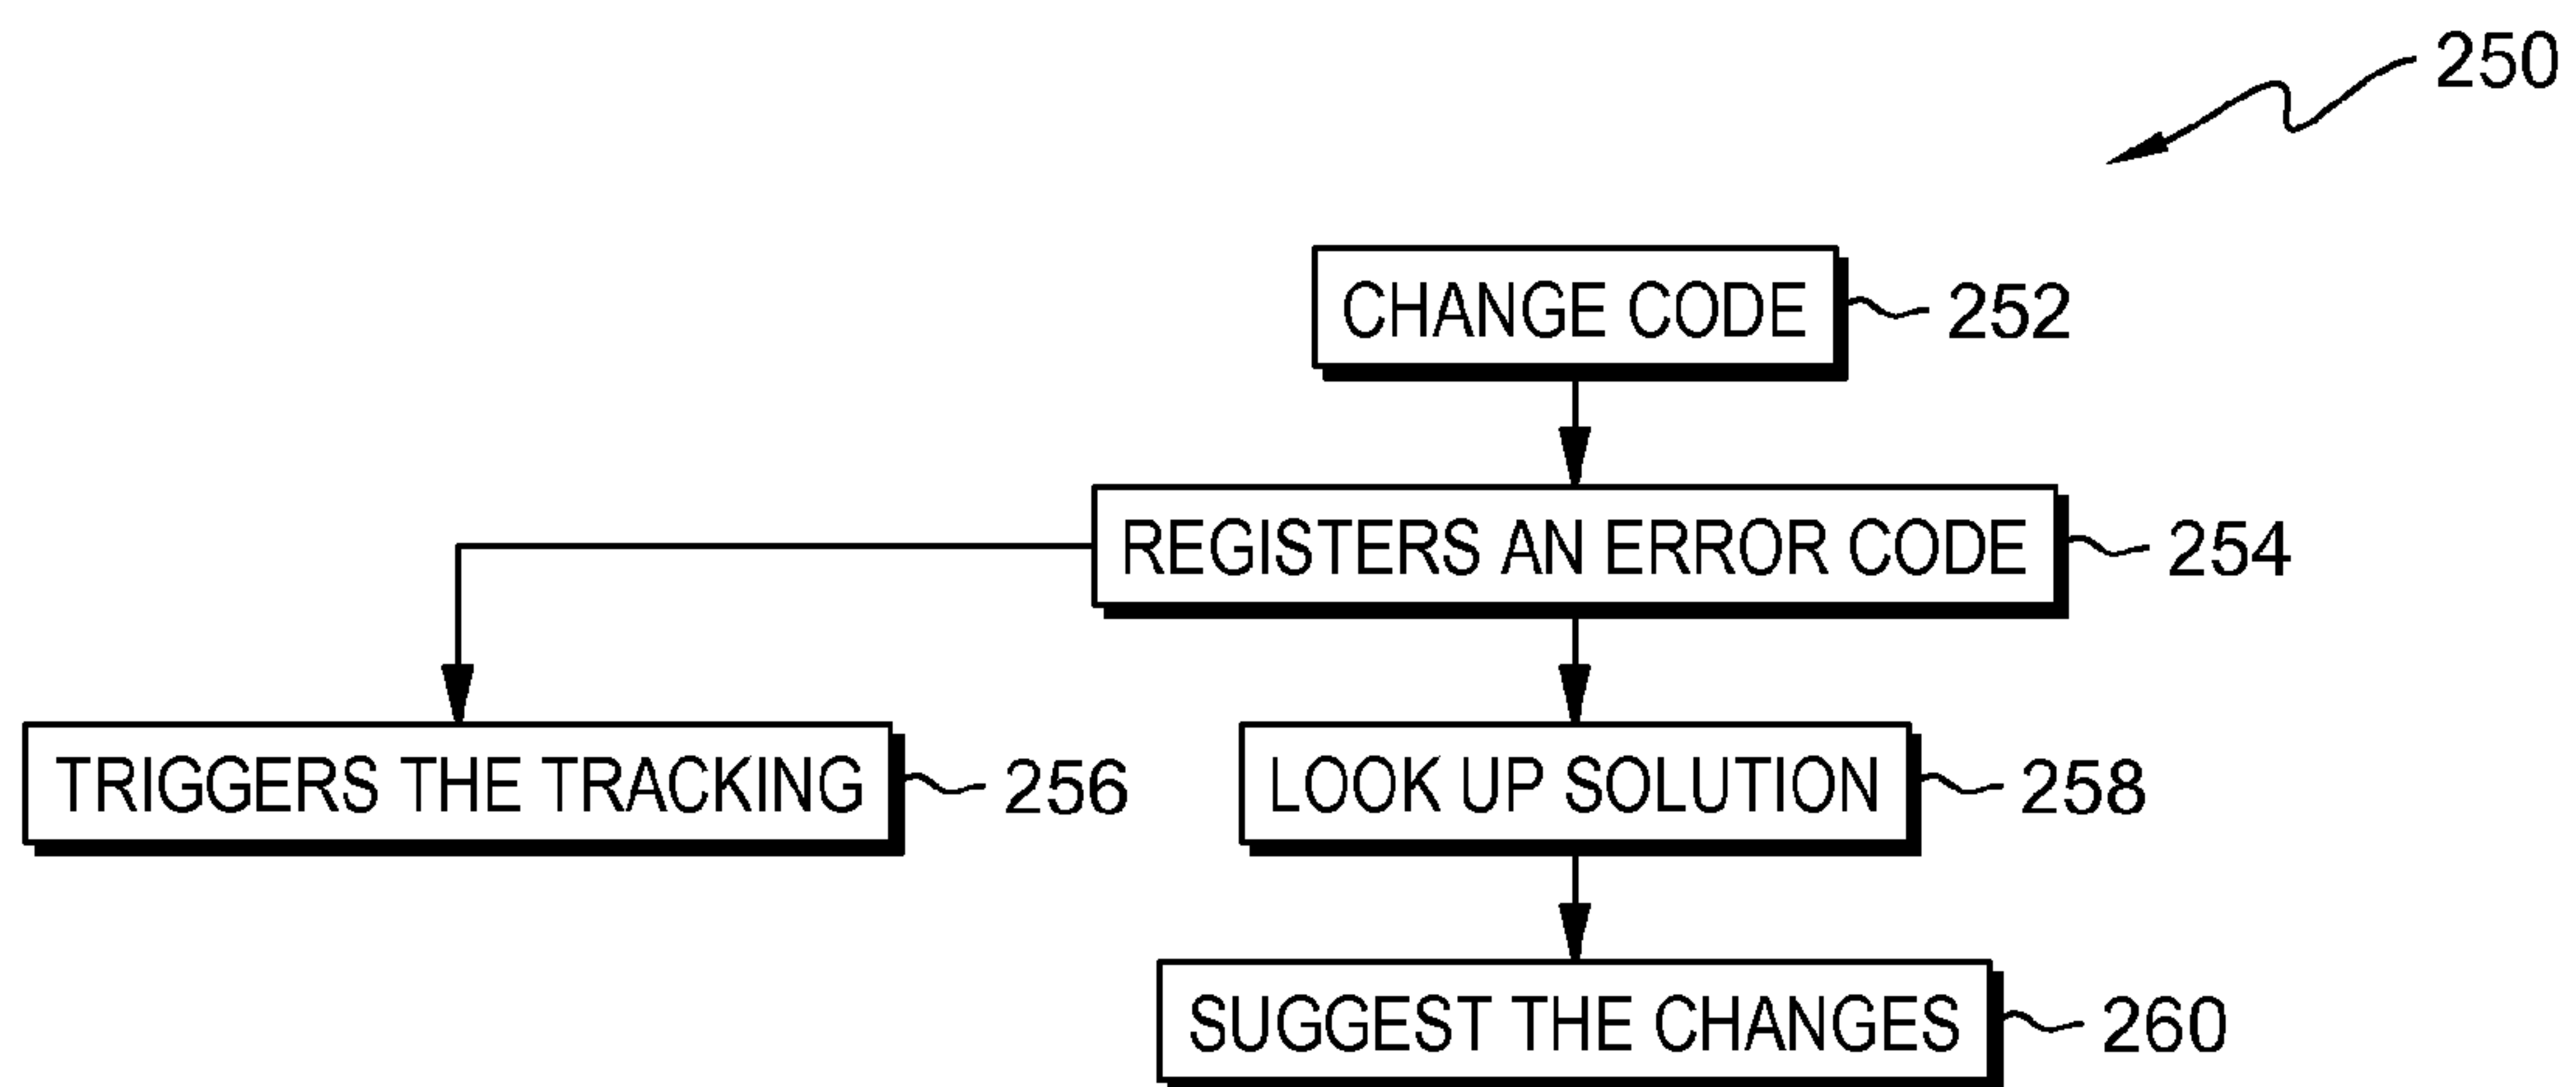 250
CHANGE CODE 252
REGISTERS AN ERROR CODE 254
TRIGGERS THE TRACKING 256 LOOK UP SOLUTION 258
SUGGEST THE CHANGES 260